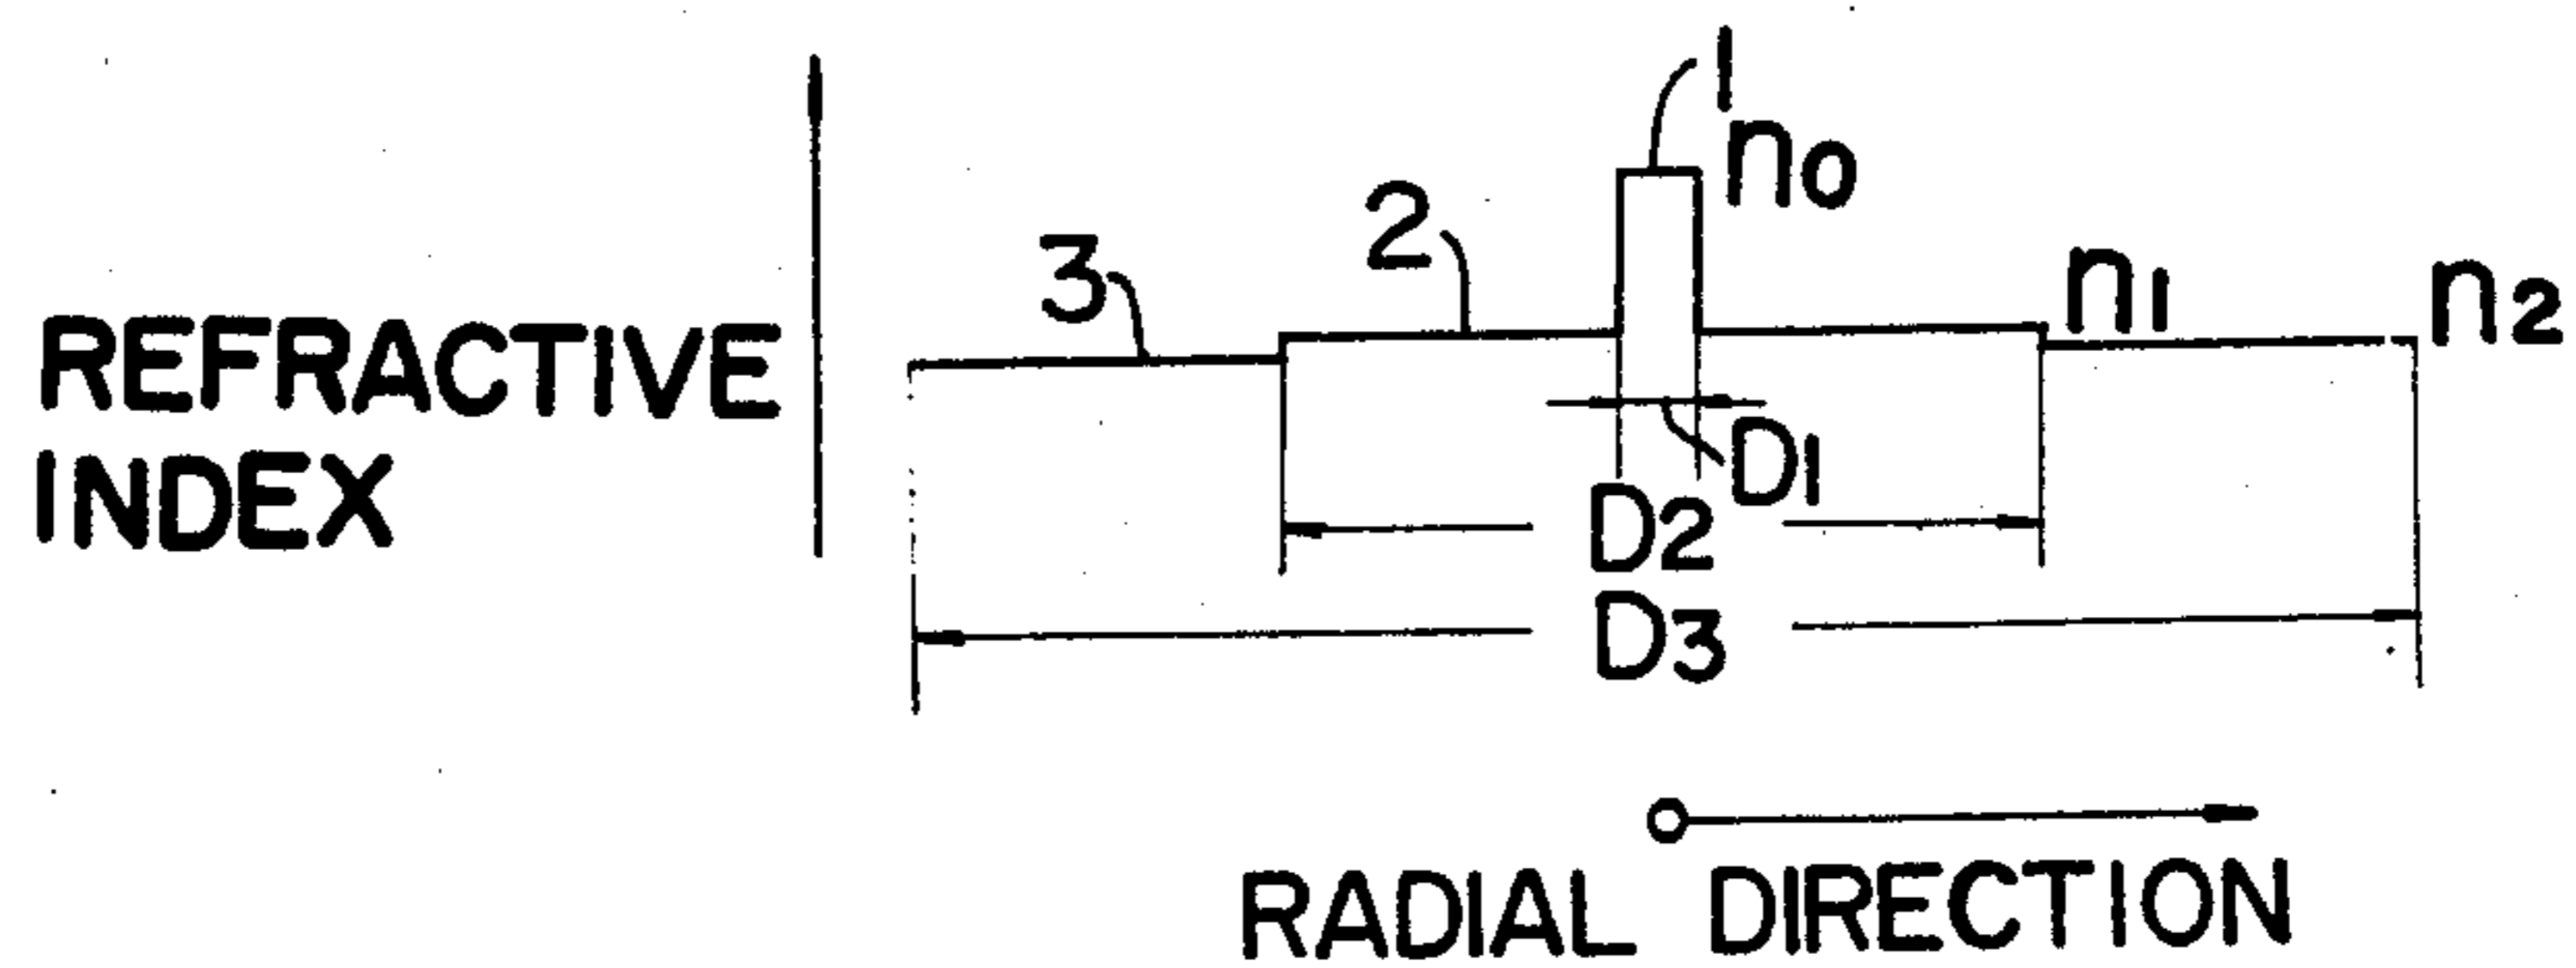 1
n0
2
3
n1
n2
REFRACTIVE
INDEX
D1
D2
D3
RADIAL DIRECTION